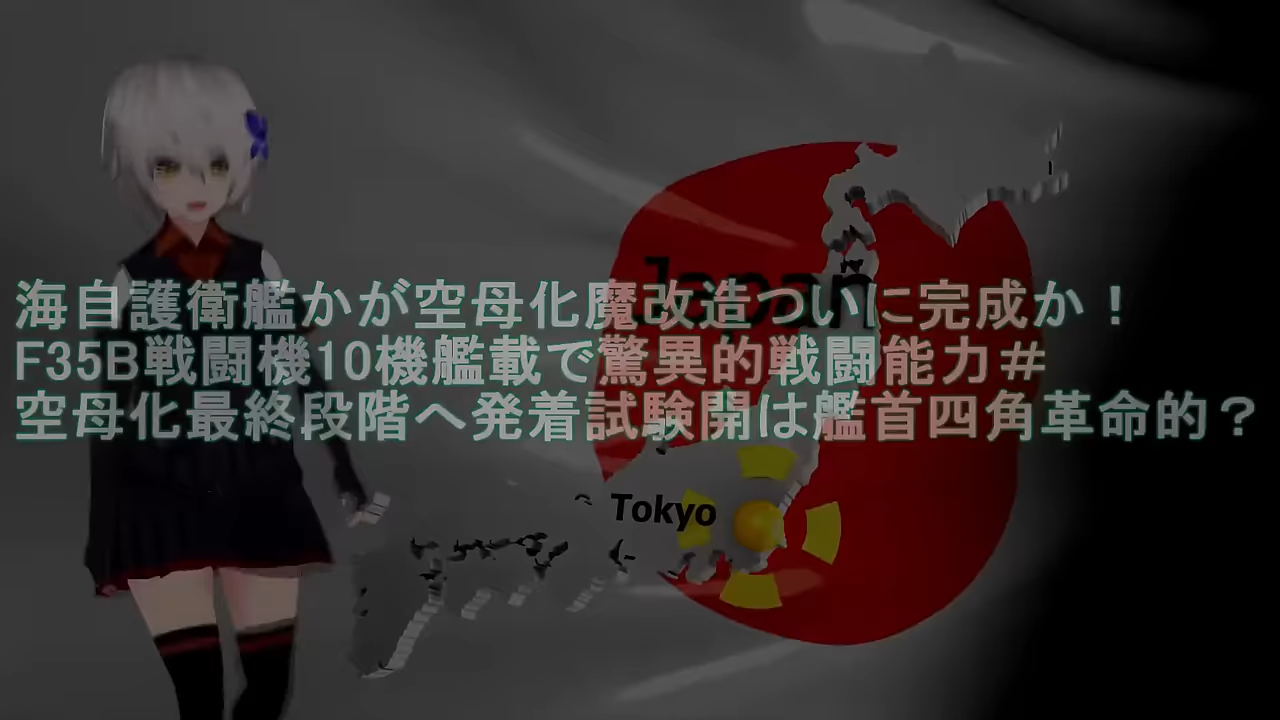 Japan
海自護衛艦かが空母化魔改造ついに完成か！
F35B戦闘機10機艦載で驚異的戦闘能力＃
空母化最終段階へ発着試験開は艦首四角革命的？
Tokyo